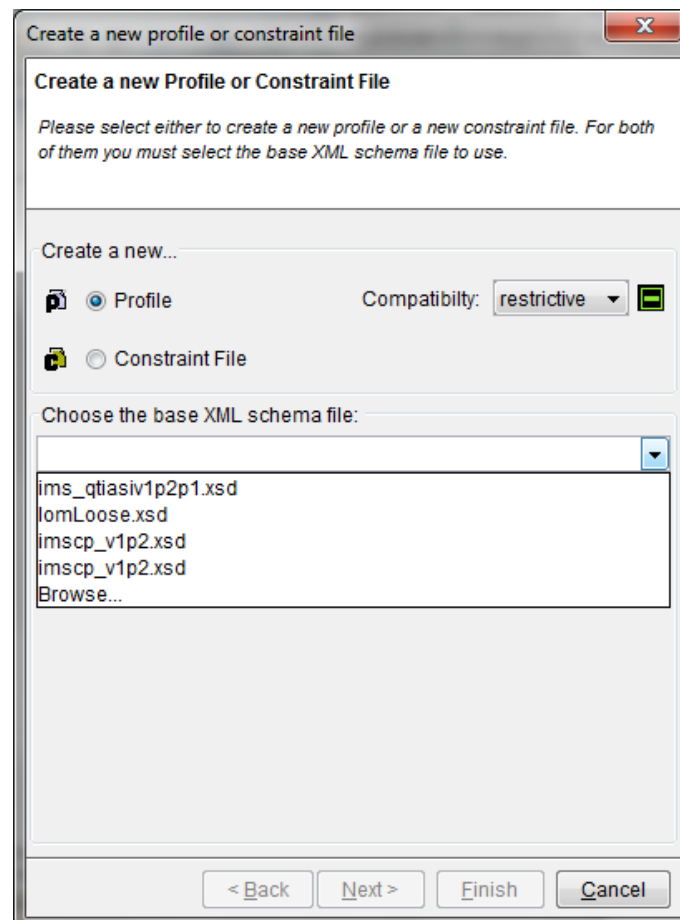 Create a new profile or constraint file
Create a new Profile or Constraint File
Please select either to create a new profile or a new constraint file. For both
of them you must select the base XML schema file to use.
Create a new...
Profile
Compatibilty:
restrictive
Constraint File
Choose the base XML schema file:
ims_qtiasiv1p2p1.xsd
lomLoose.xsd
imscp_v1p2.xsd
imscp_v1p2.xsd
Browse...
< Back
Next >
Finish
Cancel